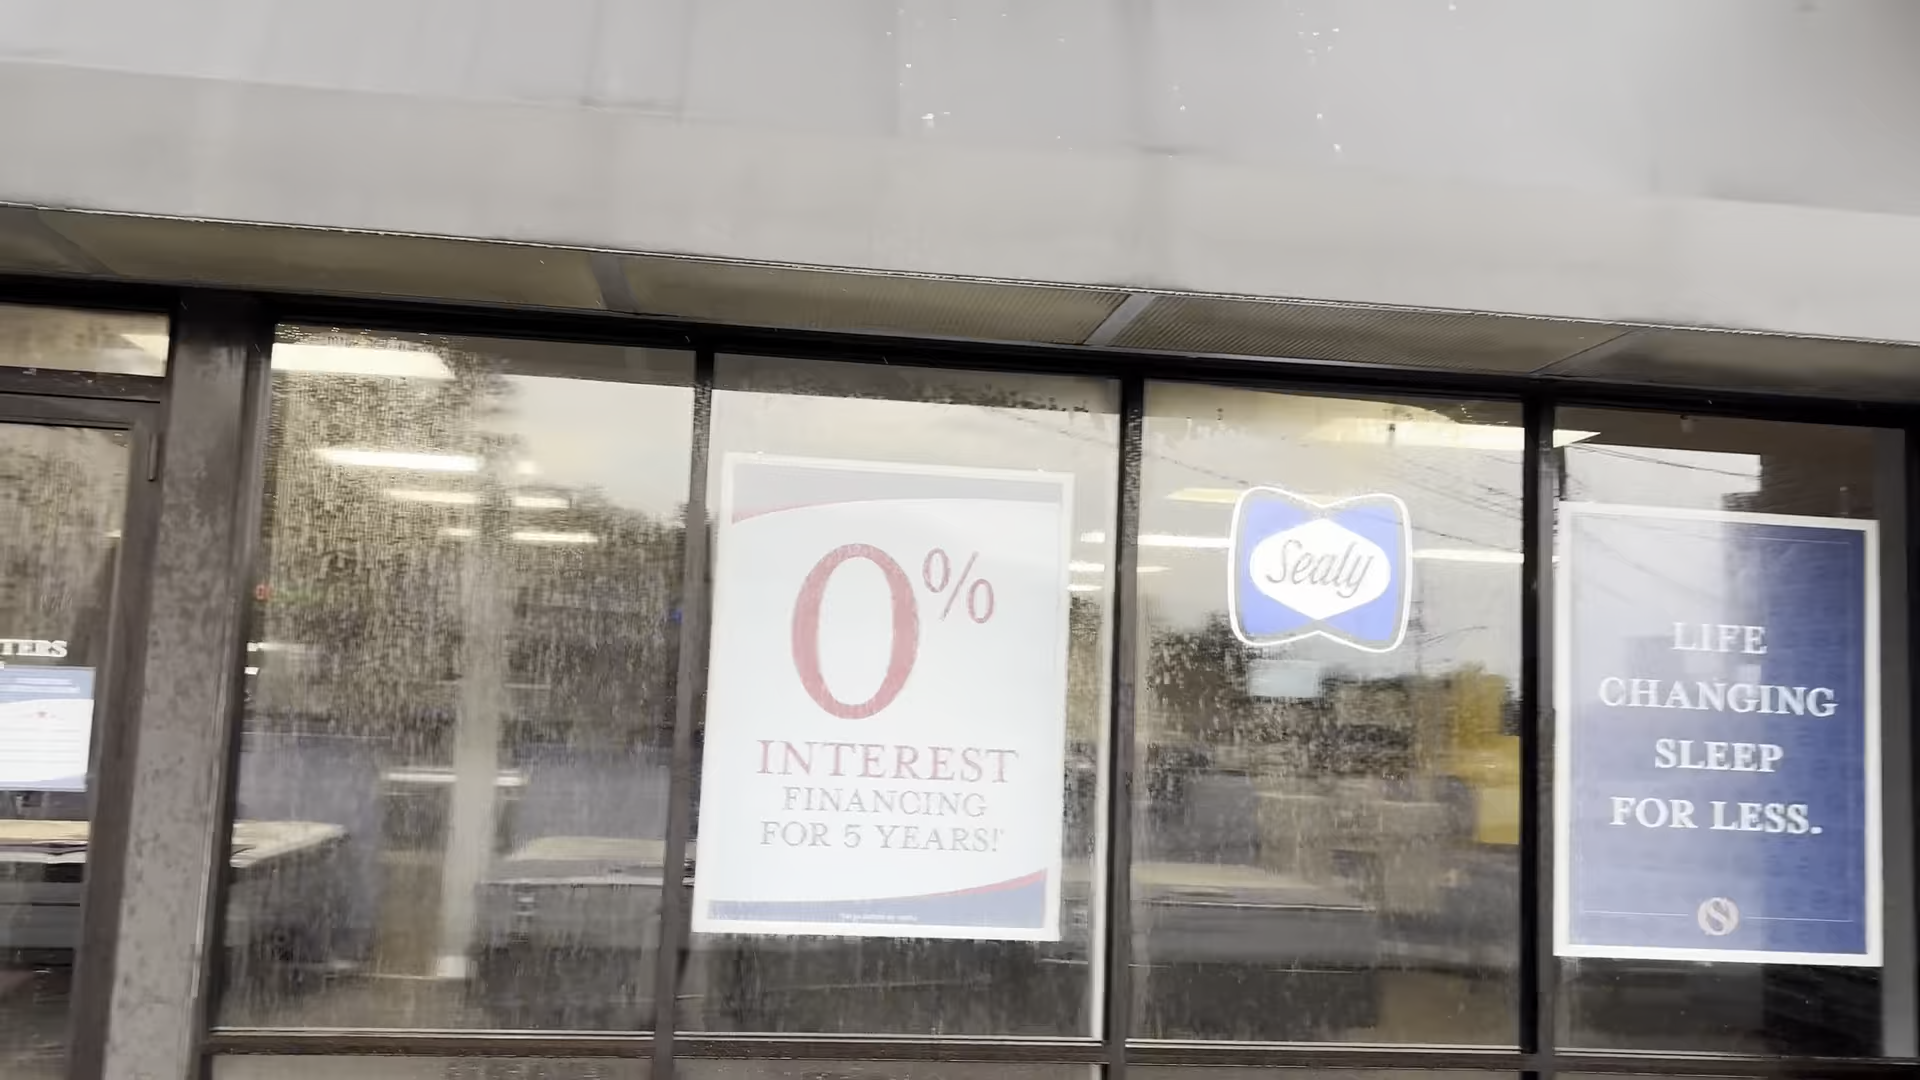 TERS
0%
INTEREST
FINANCING
FOR 5 YEARS!*
Sealy
LIFE
CHANGING
SLEEP
FOR LESS.
S